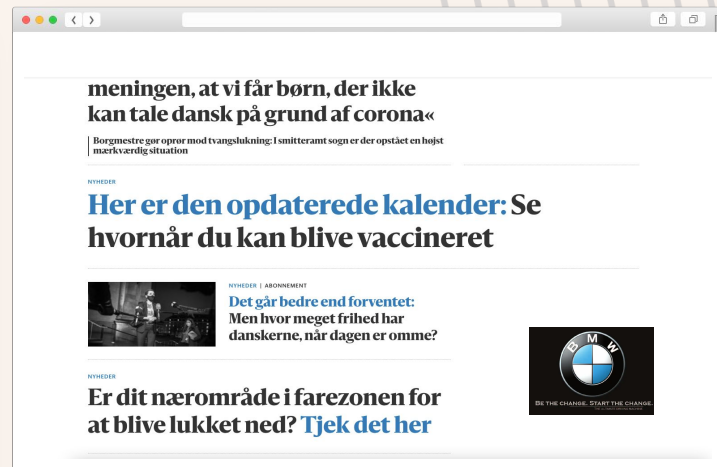 meningen, at vi får børn, der ikke
kan tale dansk på grund af corona«
Borgmestre gør oprør mod tvangslukning: I smitteramt sogn er der opstået en højst
mærkværdig situation
NYHEDER
Her er den opdaterede kalender: Se
hvornår du kan blive vaccineret
NYHEDER | ABONNEMENT
Det går bedre end forventet:
Men hvor meget frihed har
danskerne, når dagen er omme?
BMW
BE THE CHANGE. START THE CHANGE.
NYHEDER
Er dit nærområde i farezonen for
at blive lukket ned? Tjek det her